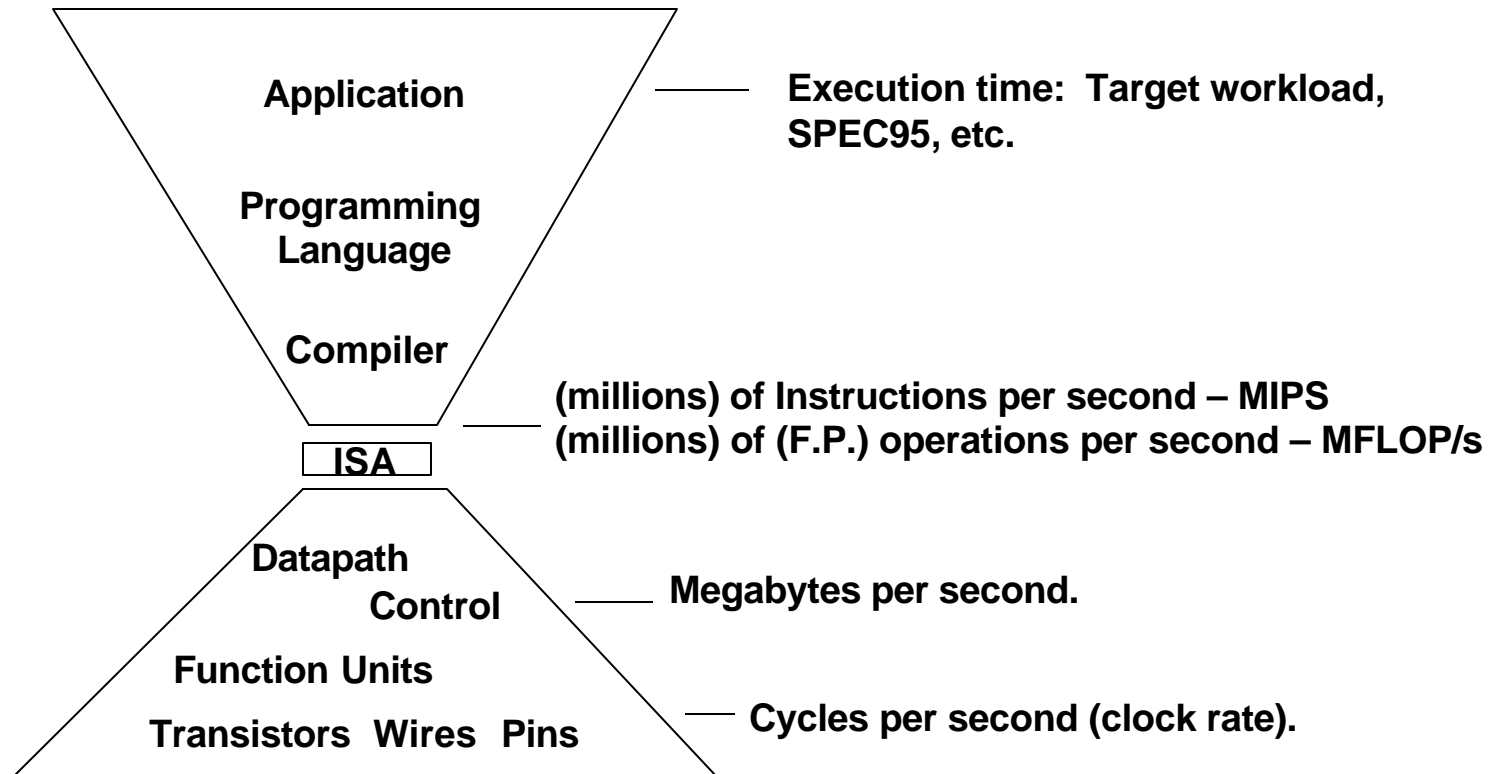 Application
Execution time: Target workload,
SPEC95, etc.
Programming
Language
Compiler
(millions) of Instructions per second – MIPS
(millions) of (F.P.) operations per second – MFLOP/s
ISA
Datapath
Control
Megabytes per second.
Function Units
Transistors Wires Pins
Cycles per second (clock rate).